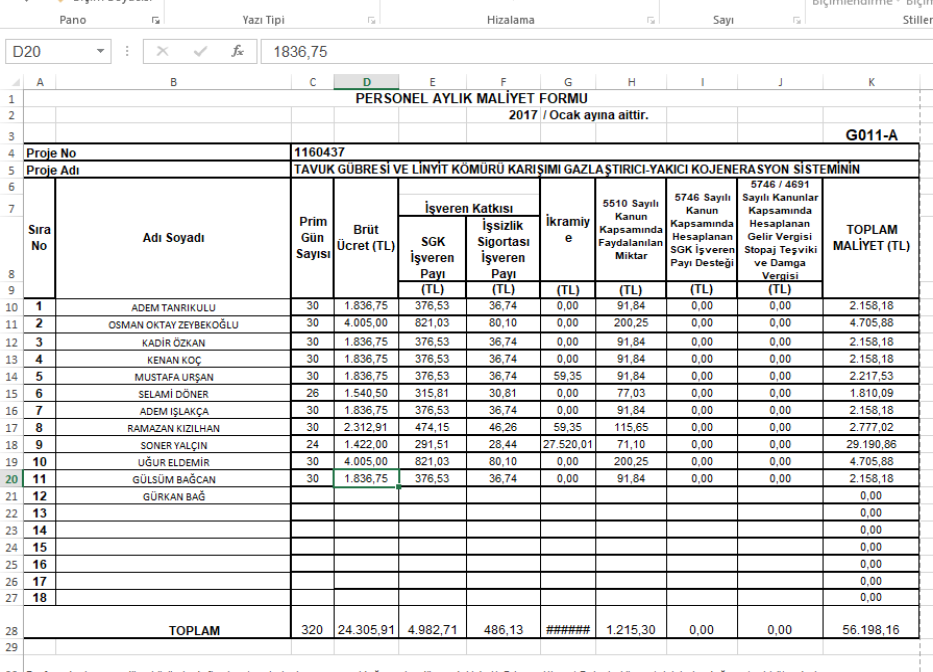 Pano Yazı Tipi Hizalama Sayı Stiller
D20 fx 1836,75
A B C D E F G H I J K
1 PERSONEL AYLIK MALİYET FORMU
2 2017 / Ocak ayına aittir.
3 G011-A
4 Proje No 1160437
5 Proje Adı TAVUK GÜBRESİ VE LİNYİT KÖMÜRÜ KARIŞIMI GAZLAŞTIRICI-YAKICI KOJENERASYON SİSTEMİNİN
6
7
8
9
Sıra
No
Adı Soyadı
Prim
Gün
Sayısı
Brüt
Ücret (TL)
İşveren Katkısı
SGK
İşveren
Payı
(TL)
İşsizlik
Sigortası
İşveren
Payı
(TL)
İkramiy
e
(TL)
5510 Sayılı
Kanun
Kapsamında
Faydalanılan
Miktar
(TL)
5746 Sayılı
Kanun
Kapsamında
Hesaplanan
SGK İşveren
Payı Desteği
(TL)
5746 / 4691
Sayılı Kanunlar
Kapsamında
Hesaplanan
Gelir Vergisi
Stopaj Teşviki
ve Damga
Vergisi
(TL)
TOPLAM
MALİYET (TL)
10 1 ADEM TANRIKULU 30 1.836,75 376,53 36,74 0,00 91,84 0,00 0,00 2.158,18
11 2 OSMAN OKTAY ZEYBEKOĞLU 30 4.005,00 821,03 80,10 0,00 200,25 0,00 0,00 4.705,88
12 3 KADİR ÖZKAN 30 1.836,75 376,53 36,74 0,00 91,84 0,00 0,00 2.158,18
13 4 KENAN KOÇ 30 1.836,75 376,53 36,74 0,00 91,84 0,00 0,00 2.158,18
14 5 MUSTAFA URŞAN 30 1.836,75 376,53 36,74 59,35 91,84 0,00 0,00 2.217,53
15 6 SELAMİ DÖNER 26 1.540,50 315,81 30,81 0,00 77,03 0,00 0,00 1.810,09
16 7 ADEM IŞLAKÇA 30 1.836,75 376,53 36,74 0,00 91,84 0,00 0,00 2.158,18
17 8 RAMAZAN KIZILHAN 30 2.312,91 474,15 46,26 59,35 115,65 0,00 0,00 2.777,02
18 9 SONER YALÇIN 24 1.422,00 291,51 28,44 27.520,01 71,10 0,00 0,00 29.190,86
19 10 UĞUR ELDEMİR 30 4.005,00 821,03 80,10 0,00 200,25 0,00 0,00 4.705,88
20 11 GÜLSÜM BAĞCAN 30 1.836,75 376,53 36,74 0,00 91,84 0,00 0,00 2.158,18
21 12 GÜRKAN BAĞ 0,00
22 13 0,00
23 14 0,00
24 15 0,00
25 16 0,00
26 17 0,00
27 18 0,00
28 TOPLAM 320 24.305,91 4.982,71 486,13 ###### 1.215,30 0,00 0,00 56.198,16
29